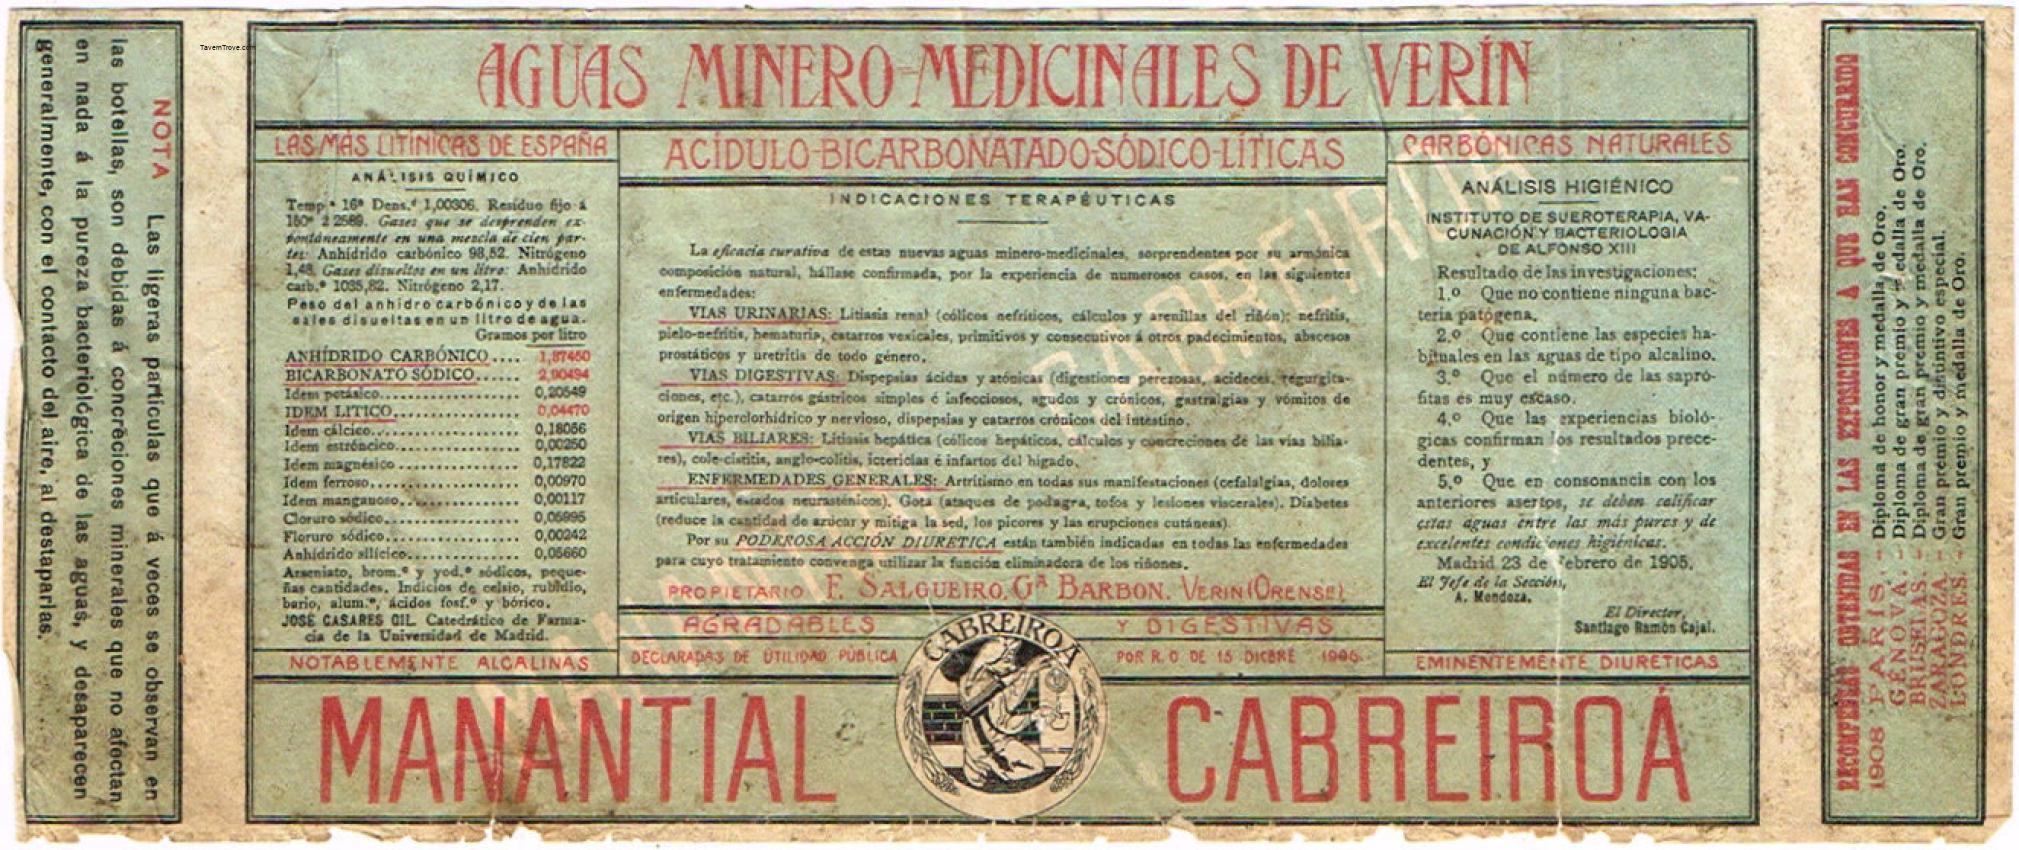 NOTA Las ligeras partículas que á veces se observan en
las botellas, son debidas á concreciones minerales que no afectan
en nada á la pureza bacteriológica de las aguas, y desaparecen
generalmente, con el contacto del aire, al destaparlas.
TavernTrove.com
AGUAS MINERO-MEDICINALES DE VERÍN
LAS MÁS LITÍNICAS DE ESPAÑA
ANÁLISIS QUÍMICO
Temp.ª 16º Dens.ᵈ 1,00306. Residuo fijo á
180º 2 2589. Gases que se desprenden ex-
pontáneamente en una mezcla de cien par-
tes: Anhídrido carbónico 98,52. Nitrógeno
1,48. Gases disueltos en un litro: Anhídrido
carb.º 1035,82. Nitrógeno 2,17.
Peso del anhidro carbónico y de las
sales disueltas en un litro de agua.
Gramos por litro
ANHÍDRIDO CARBÓNICO.... 1,87450
BICARBONATO SÓDICO...... 2,90494
Idem potásico................ 0,20549
IDEM LITICO................. 0,04470
Idem cálcico................. 0,18056
Idem estróncico............. 0,00250
Idem magnésico............. 0,17822
Idem ferroso................. 0,00970
Idem manganoso............. 0,00117
Cloruro sódico............... 0,05995
Floruro sódico............... 0,00242
Anhídrido silícico............ 0,05660
Arseniato, brom.º y yod.º sódicos, peque-
ñas cantidades. Indicios de celsio, rubidio,
bario, alum.º, ácidos fosf.º y bórico.
JOSÉ CASARES GIL. Catedrático de Farma-
cia de la Universidad de Madrid.
NOTABLEMENTE ALCALINAS
ACÍDULO-BICARBONATADO-SÓDICO-LÍTICAS
INDICACIONES TERAPÉUTICAS
La eficacia curativa de estas nuevas aguas minero-medicinales, sorprendentes por su armónica
composición natural, hállase confirmada, por la experiencia de numerosos casos, en las siguientes
enfermedades:
VIAS URINARIAS: Litiasis renal (cólicos nefríticos, cálculos y arenillas del riñón); nefritis,
pielo-nefritis, hematuria, catarros vexicales, primitivos y consecutivos á otros padecimientos, abscesos
prostáticos y uretritis de todo género.
VIAS DIGESTIVAS: Dispepsias ácidas y atónicas (digestiones perezosas, acideces, regurgita-
ciones, etc.), catarros gástricos simples é infecciosos, agudos y crónicos, gastralgias y vómitos de
origen hiperclorhídrico y nervioso, dispepsias y catarros crónicos del intestino.
VIAS BILIARES: Litiasis hepática (cólicos hepáticos, cálculos y concreciones de las vias bilia-
res), cole-cistitis, anglo-colitis, ictericias é infartos del higado.
ENFERMEDADES GENERALES: Artritismo en todas sus manifestaciones (cefalalgias, dolores
articulares, estados neurasténicos). Gota (ataques de podagra, tofos y lesiones viscerales). Diabetes
(reduce la cantidad de azúcar y mitiga la sed, los picores y las erupciones cutáneas).
Por su PODEROSA ACCIÓN DIURETICA están también indicadas en todas las enfermedades
para cuyo tratamiento convenga utilizar la función eliminadora de los riñones.
PROPIETARIO F. SALGUEIRO. Gª BARBON. VERIN (ORENSE)
AGRADABLES Y DIGESTIVAS
DECLARADAS DE UTILIDAD PÚBLICA POR R. O DE 15 DICBRE 1906
CARBÓNICAS NATURALES
ANÁLISIS HIGIÉNICO
INSTITUTO DE SUEROTERAPIA, VA-
CUNACIÓN Y BACTERIOLOGIA
DE ALFONSO XIII
Resultado de las investigaciones:
1.º Que no contiene ninguna bac-
teria patógena.
2.º Que contiene las especies ha-
bituales en las aguas de tipo alcalino.
3.º Que el número de las sapró-
fitas es muy escaso.
4.º Que las experiencias bioló-
gicas confirman los resultados prece-
dentes, y
5.º Que en consonancia con los
anteriores asertos, se deben calificar
estas aguas entre las más puras y de
excelentes condiciones higiénicas.
Madrid 23 de Febrero de 1905.
El Jefe de la Sección,
A. Mendoza.
El Director,
Santiago Ramón Cajal.
EMINENTEMENTE DIURETICAS
MANANTIAL CABREIROÁ
CABREIROA
MANANTIAL CABREIROA
RECOMPENSAS OBTENIDAS EN LAS EXPOSICIONES A QUE HAN CONCURRIDO
1908 PARÍS. - Diploma de honor y medalla de Oro.
GÉNOVA. - Diploma de gran premio y medalla de Oro.
BRUSELAS. - Diploma de gran premio y medalla de Oro.
ZARAGOZA. - Gran premio y distintivo especial.
LONDRES. - Gran premio y medalla de Oro.